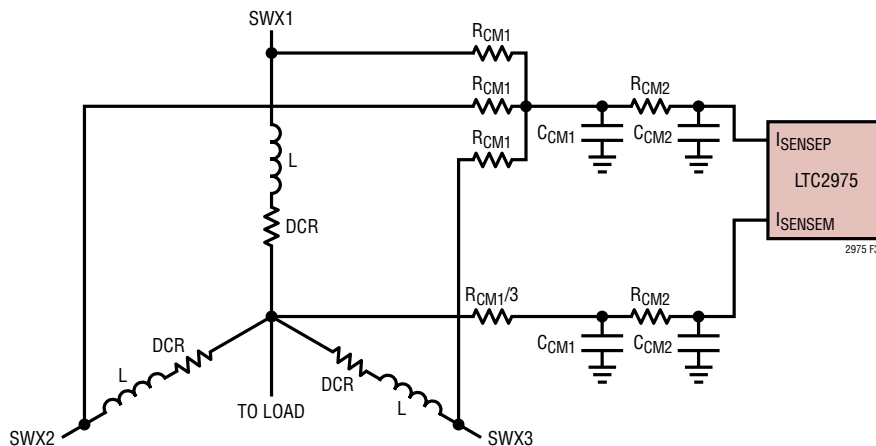 SWX1
RCM1
RCM1
RCM2
RCM1
CCM1
CCM2
ISENSEP
L
LTC2975
DCR
ISENSEM
2975 F3
RCM1/3
RCM2
DCR
CCM1
CCM2
L
DCR
TO LOAD
L
SWX2
SWX3